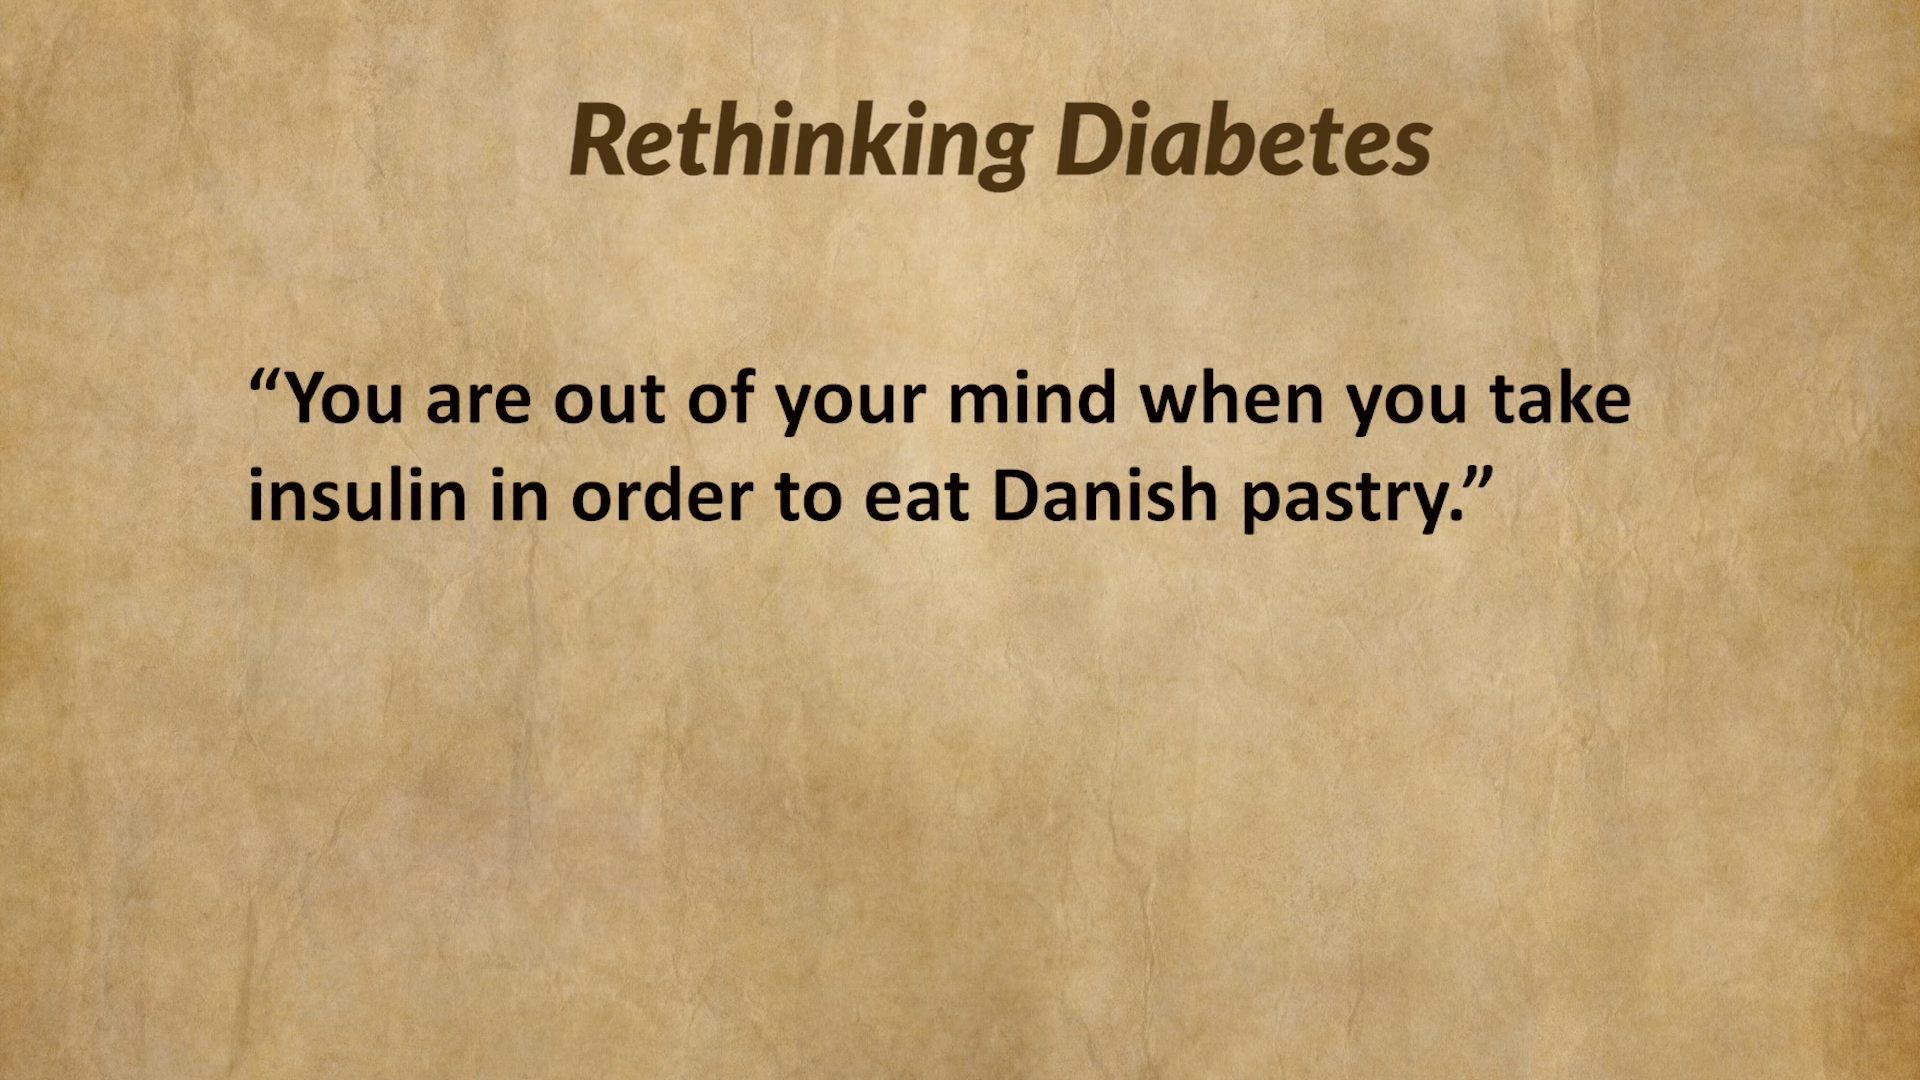 Rethinking Diabetes
“You are out of your mind when you take
insulin in order to eat Danish pastry.”